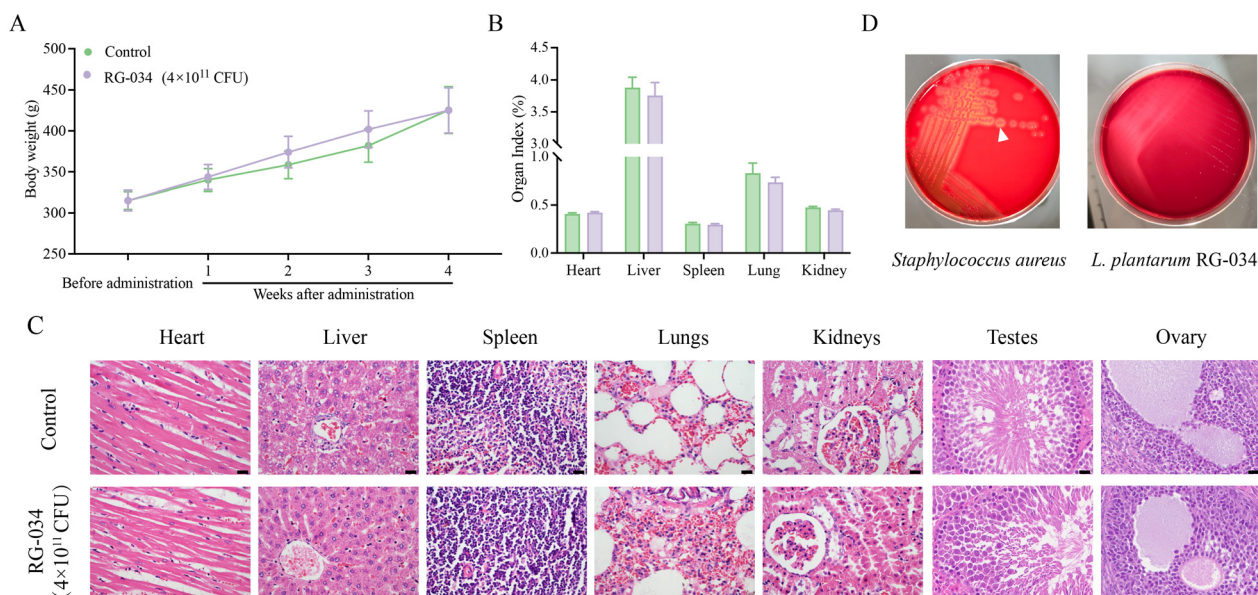 A
Body weight (g)
500
450
400
350
300
250
Control
RG-034 (4×10¹¹ CFU)
1
2
3
4
Before administration
Weeks after administration
B
Organ Index (%)
4.5
4.0
3.5
3.0
1.0
0.5
0.0
Heart
Liver
Spleen
Lung
Kidney
D
Staphylococcus aureus
L. plantarum RG-034
C
Heart
Liver
Spleen
Lungs
Kidneys
Testes
Ovary
Control
RG-034
(4×10¹¹ CFU)